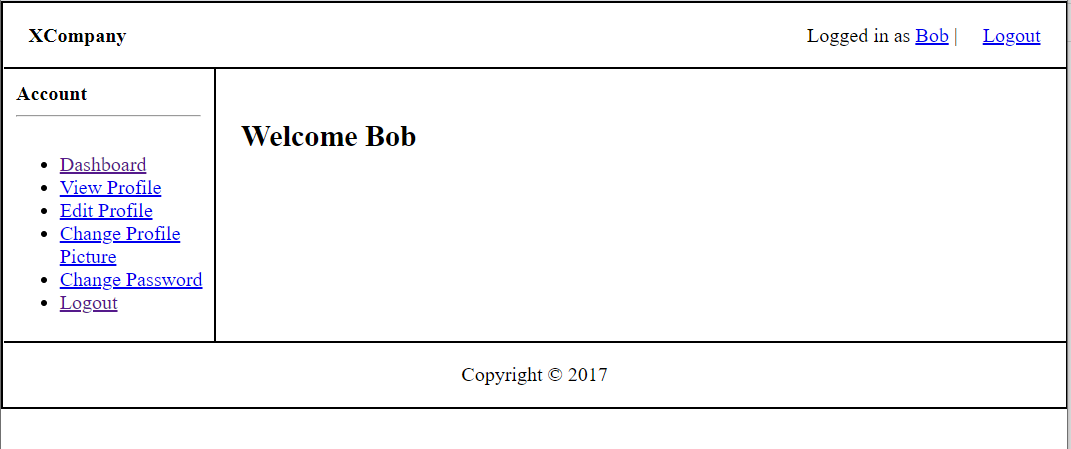 XCompany
Logged in as Bob | Logout
Account
Welcome Bob
Dashboard
View Profile
Edit Profile
Change Profile
Picture
Change Password
Logout
Copyright © 2017